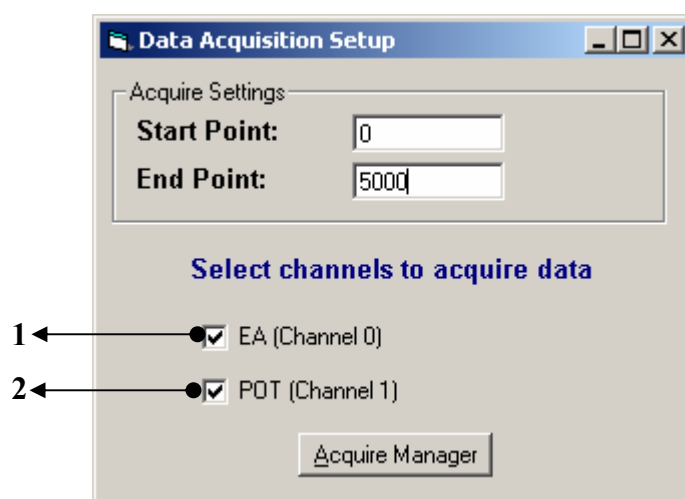 Data Acquisition Setup
Acquire Settings
Start Point: 0
End Point: 5000
Select channels to acquire data
1 EA (Channel 0)
2 POT (Channel 1)
Acquire Manager